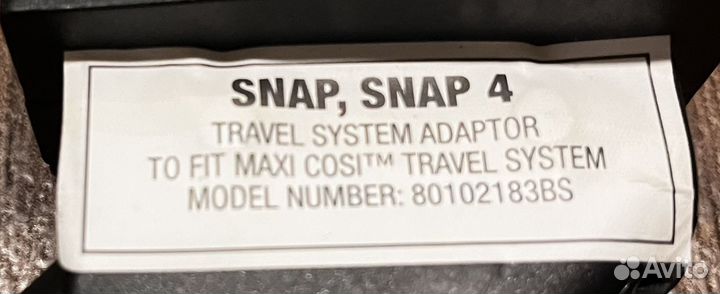 SNAP, SNAP 4
TRAVEL SYSTEM ADAPTOR
TO FIT MAXI COSI™ TRAVEL SYSTEM
MODEL NUMBER: 80102183BS
Avito